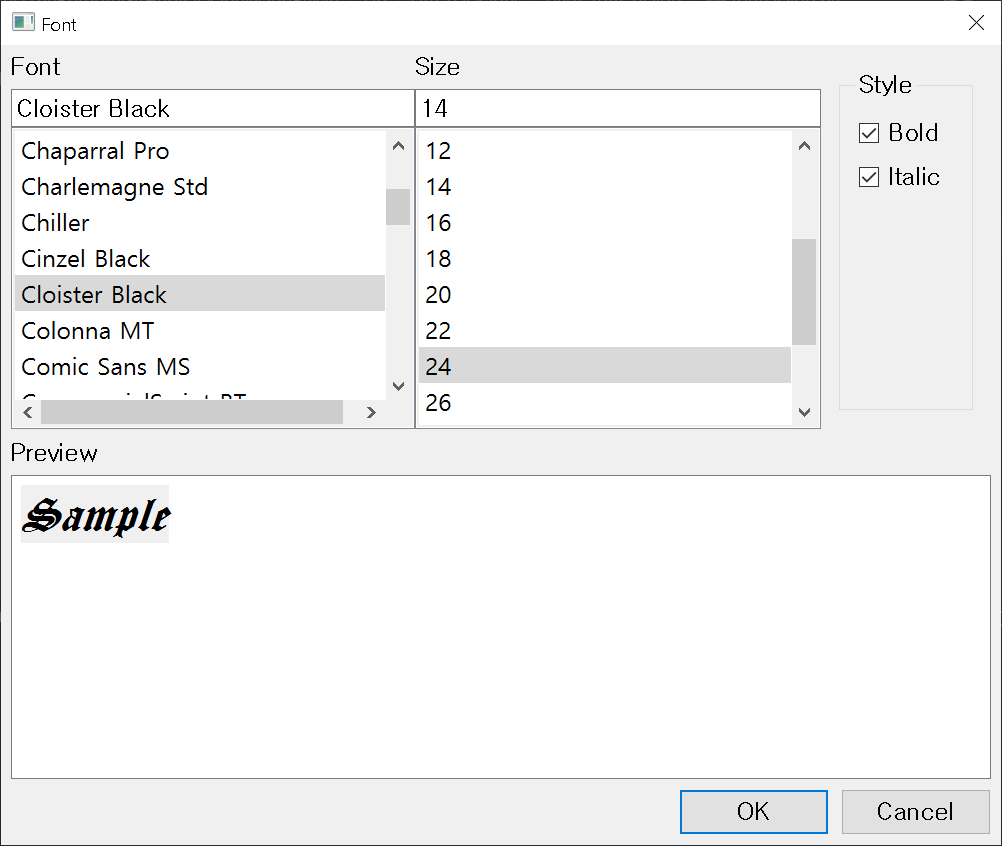 Font
Font
Size
Style
Cloister Black
14
Bold
Italic
Chaparral Pro
Charlemagne Std
Chiller
Cinzel Black
Cloister Black
Colonna MT
Comic Sans MS
12
14
16
18
20
22
24
26
Preview
Sample
OK
Cancel